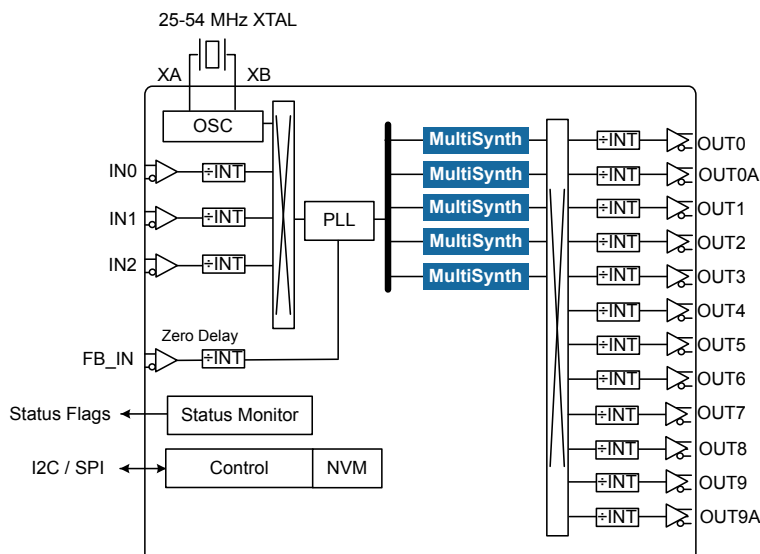 25-54 MHz XTAL
XA XB
OSC
IN0 ÷INT
IN1 ÷INT
IN2 ÷INT
PLL
Zero Delay
FB_IN ÷INT
Status Flags Status Monitor
I2C / SPI Control NVM
MultiSynth ÷INT OUT0
MultiSynth ÷INT OUT0A
MultiSynth ÷INT OUT1
MultiSynth ÷INT OUT2
MultiSynth ÷INT OUT3
÷INT OUT4
÷INT OUT5
÷INT OUT6
÷INT OUT7
÷INT OUT8
÷INT OUT9
÷INT OUT9A